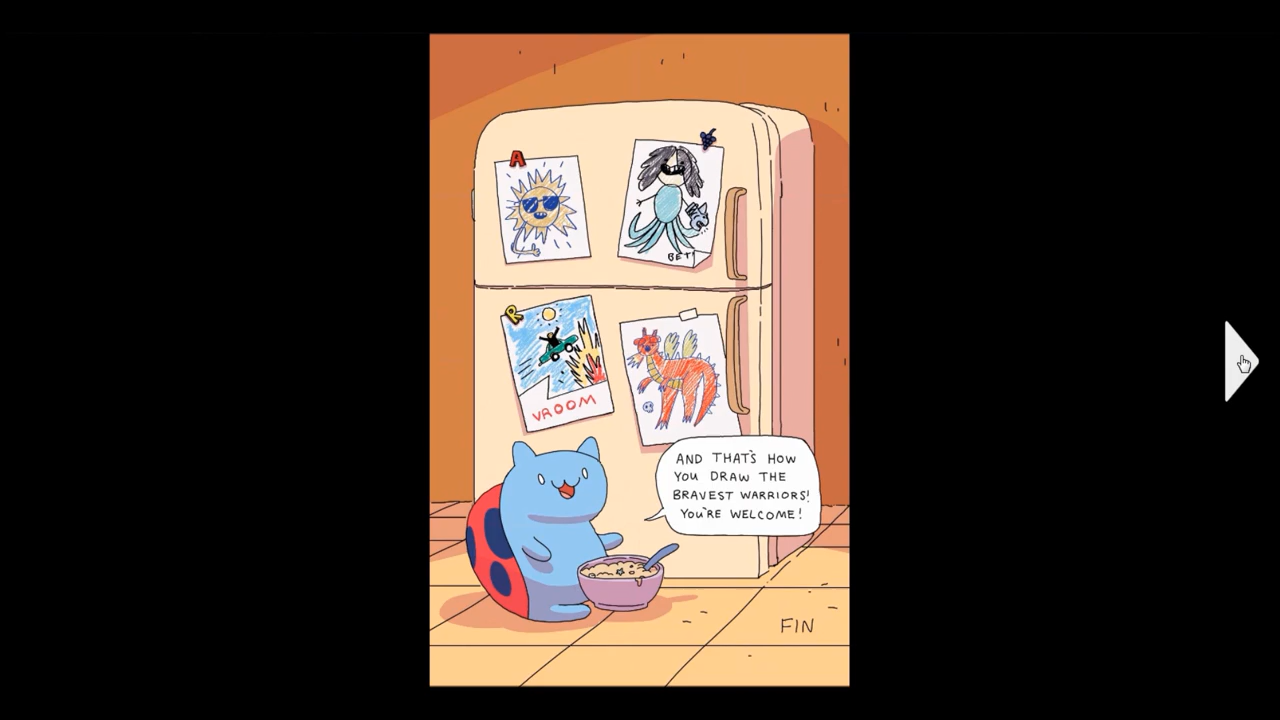 A
BET
R
VROOM
AND THAT'S HOW
YOU DRAW THE
BRAVEST WARRIORS!
YOU'RE WELCOME!
FIN